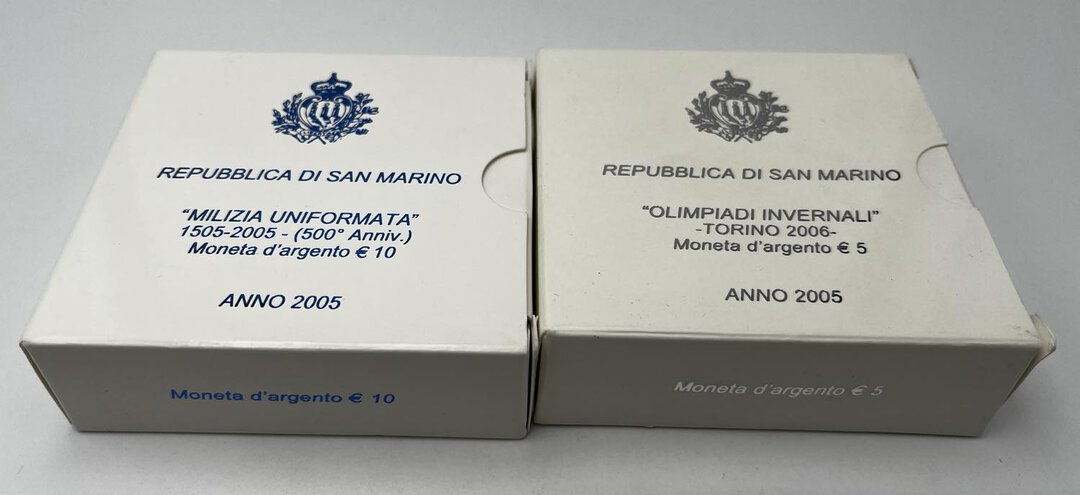 REPUBBLICA DI SAN MARINO
"MILIZIA UNIFORMATA"
1505-2005 - (500° Anniv.)
Moneta d'argento € 10
ANNO 2005
Moneta d'argento € 10
REPUBBLICA DI SAN MARINO
"OLIMPIADI INVERNALI"
-TORINO 2006-
Moneta d'argento € 5
ANNO 2005
Moneta d'argento € 5